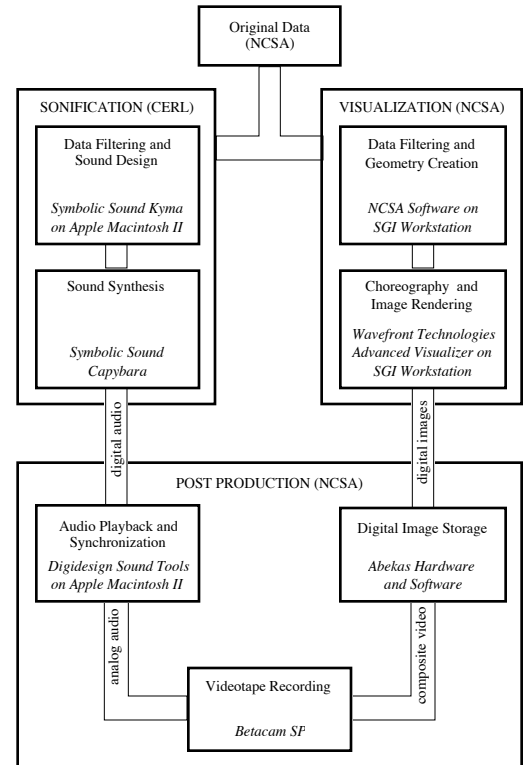 Original Data
(NCSA)
SONIFICATION (CERL)
Data Filtering and
Sound Design
Symbolic Sound Kyma
on Apple Macintosh II
Sound Synthesis
Symbolic Sound
Capybara
VISUALIZATION (NCSA)
Data Filtering and
Geometry Creation
NCSA Software on
SGI Workstation
Choreography and
Image Rendering
Wavefront Technologies
Advanced Visualizer on
SGI Workstation
digital audio
digital images
POST PRODUCTION (NCSA)
Audio Playback and
Synchronization
Digidesign Sound Tools
on Apple Macintosh II
Digital Image Storage
Abekas Hardware
and Software
analog audio
composite video
Videotape Recording
Betacam SP